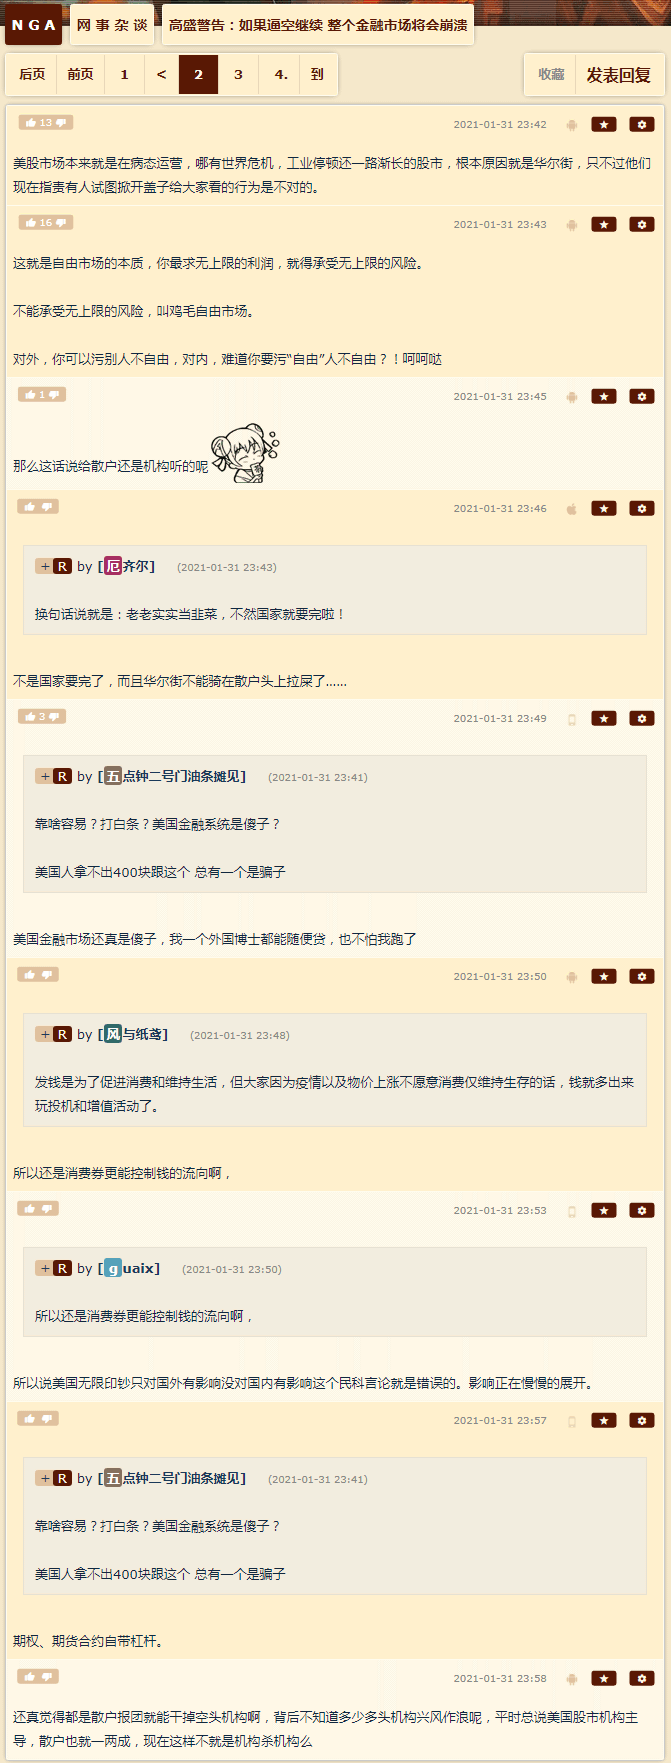 NGA
网事杂谈
高盛警告：如果逼空继续 整个金融市场将会崩溃
后页 前页 1 < 2 3 4. 到
收藏 发表回复
13
2021-01-31 23:42
美股市场本来就是在病态运营，哪有世界危机，工业停顿还一路渐长的股市，根本原因就是华尔街，只不过他们
现在指责有人试图掀开盖子给大家看的行为是不对的。
16
2021-01-31 23:43
这就是自由市场的本质，你最求无上限的利润，就得承受无上限的风险。
不能承受无上限的风险，叫鸡毛自由市场。
对外，你可以污别人不自由，对内，难道你要污“自由”人不自由？！呵呵哒
1
2021-01-31 23:45
那么这话说给散户还是机构听的呢
2021-01-31 23:46
+ R by [厄齐尔] (2021-01-31 23:43)
换句话说就是：老老实实当韭菜，不然国家就要完啦！
不是国家要完了，而且华尔街不能骑在散户头上拉屎了……
3
2021-01-31 23:49
+ R by [五点钟二号门油条摊见] (2021-01-31 23:41)
靠啥容易？打白条？美国金融系统是傻子？
美国人拿不出400块跟这个 总有一个是骗子
美国金融市场还真是傻子，我一个外国博士都能随便贷，也不怕我跑了
2021-01-31 23:50
+ R by [风与纸鸢] (2021-01-31 23:48)
发钱是为了促进消费和维持生活，但大家因为疫情以及物价上涨不愿意消费仅维持生存的话，钱就多出来
玩投机和增值活动了。
所以还是消费券更能控制钱的流向啊，
2021-01-31 23:53
+ R by [guaix] (2021-01-31 23:50)
所以还是消费券更能控制钱的流向啊，
所以说美国无限印钞只对国外有影响没对国内有影响这个民科言论就是错误的。影响正在慢慢的展开。
2021-01-31 23:57
+ R by [五点钟二号门油条摊见] (2021-01-31 23:41)
靠啥容易？打白条？美国金融系统是傻子？
美国人拿不出400块跟这个 总有一个是骗子
期权、期货合约自带杠杆。
2021-01-31 23:58
还真觉得都是散户报团就能干掉空头机构啊，背后不知道多少多头机构兴风作浪呢，平时总说美国股市机构主
导，散户也就一两成，现在这样不就是机构杀机构么